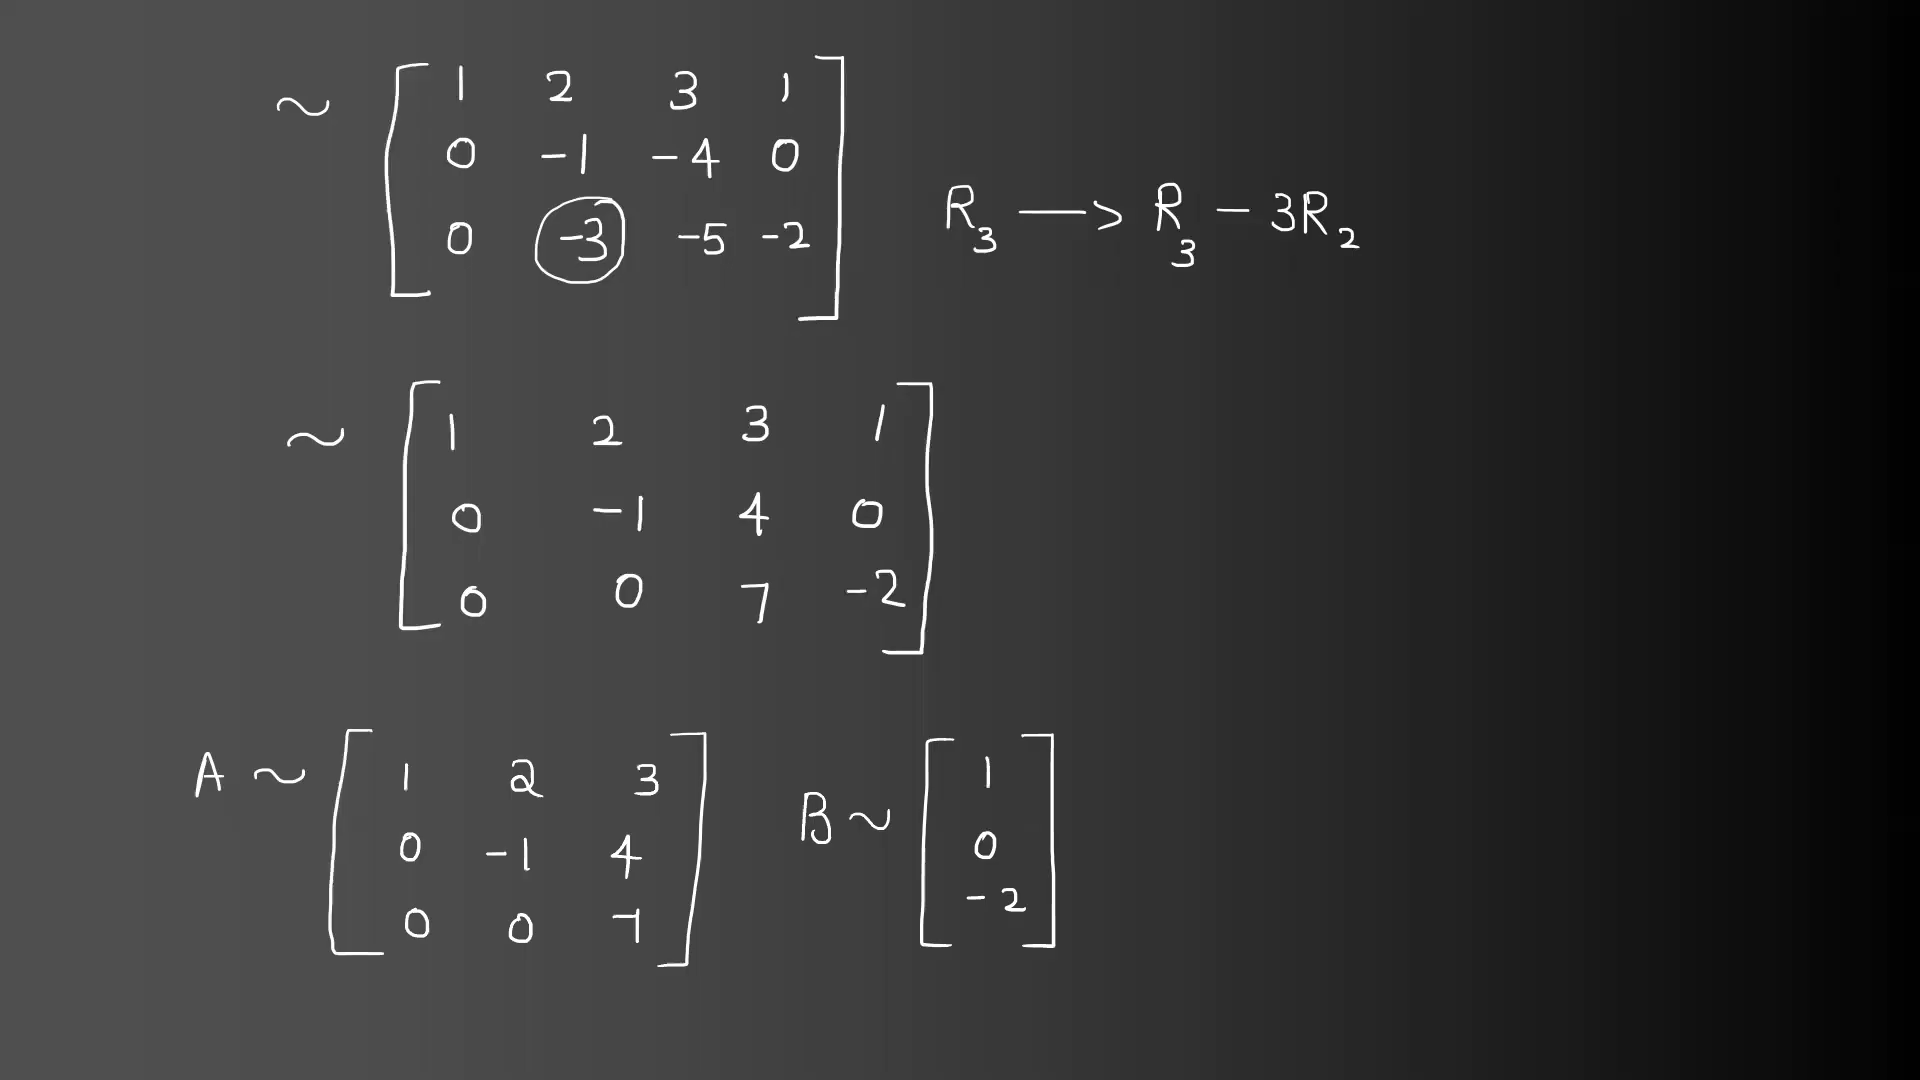 ~ [ 1 2 3 1
0 -1 -4 0
0 -3 -5 -2 ] R₃ —> R₃ - 3R₂
~ [ 1 2 3 1
0 -1 4 0
0 0 7 -2 ]
A ~ [ 1 2 3
0 -1 4
0 0 7 ]
B ~ [ 1
0
-2 ]